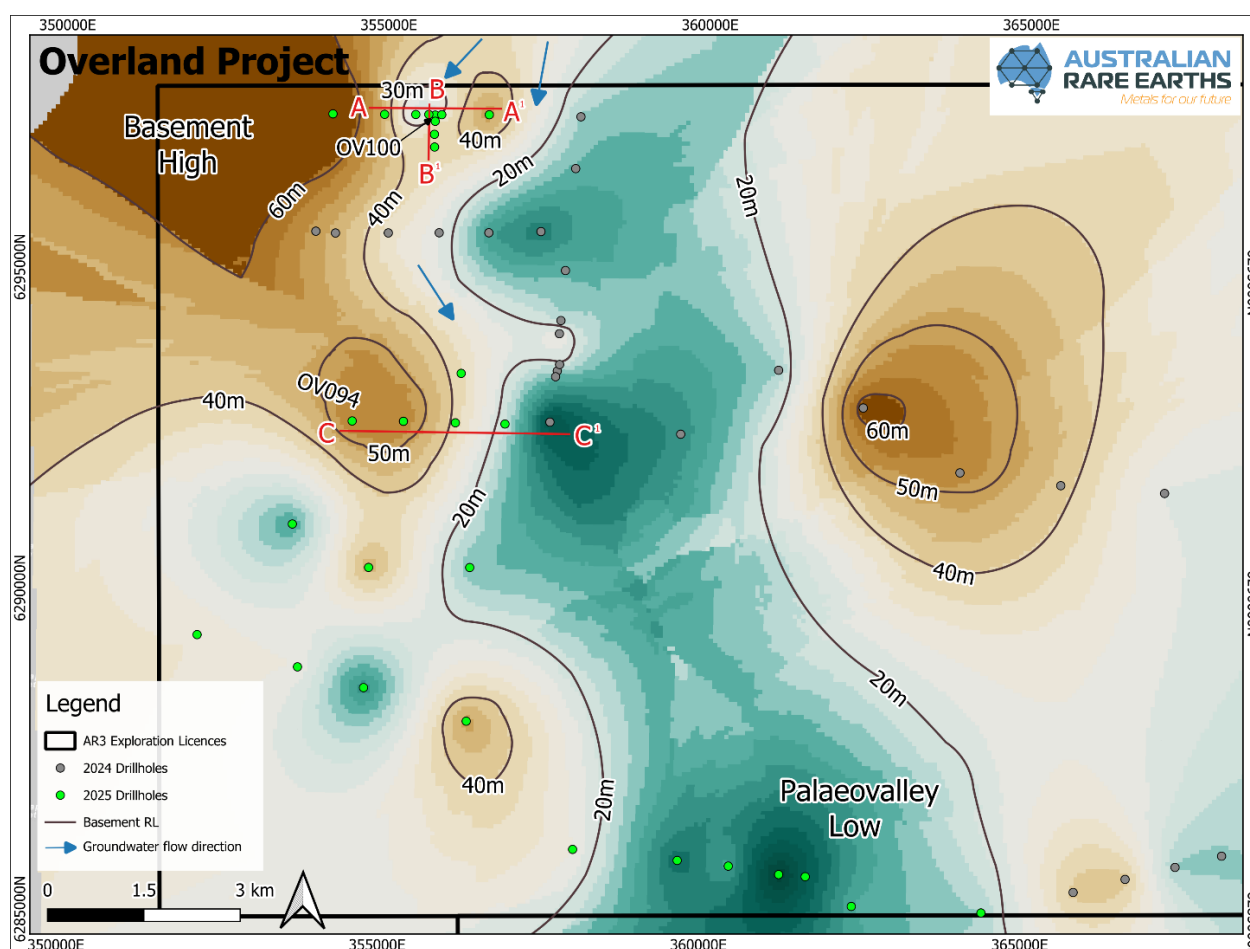 350000E
355000E
360000E
365000E
Overland Project
AUSTRALIAN
RARE EARTHS
Metals for our future
30m
B
A
A¹
40m
OV100
B¹
Basement
High
60m
40m
20m
20m
6295000N
OV094
40m
C
C¹
50m
60m
50m
20m
40m
6290000N
20m
Legend
AR3 Exploration Licences
2024 Drillholes
2025 Drillholes
Basement RL
Groundwater flow direction
40m
20m
Palaeovalley
Low
0 1.5 3 km
6285000N
350000E
355000E
360000E
365000E